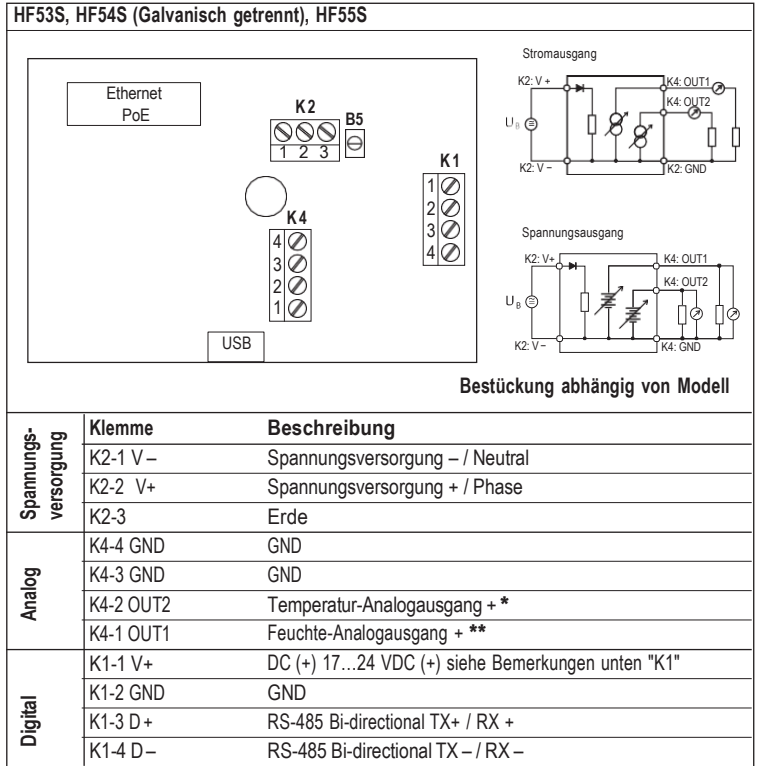 HF53S, HF54S (Galvanisch getrennt), HF55S
Ethernet
PoE
K2
1 2 3
B5
K1
1
2
3
4
K4
4
3
2
1
USB
Stromausgang
K2: V +
K4: OUT1
K4: OUT2
U B
K2: V –
K2: GND
Spannungsausgang
K2: V+
K4: OUT1
K4: OUT2
U B
K2: V –
K4: GND
Bestückung abhängig von Modell
Spannungs-
versorgung
Klemme Beschreibung
K2-1 V – Spannungsversorgung – / Neutral
K2-2 V+ Spannungsversorgung + / Phase
K2-3 Erde
Analog
K4-4 GND GND
K4-3 GND GND
K4-2 OUT2 Temperatur-Analogausgang + *
K4-1 OUT1 Feuchte-Analogausgang + **
Digital
K1-1 V+ DC (+) 17…24 VDC (+) siehe Bemerkungen unten "K1"
K1-2 GND GND
K1-3 D + RS-485 Bi-directional TX+ / RX +
K1-4 D – RS-485 Bi-directional TX – / RX –